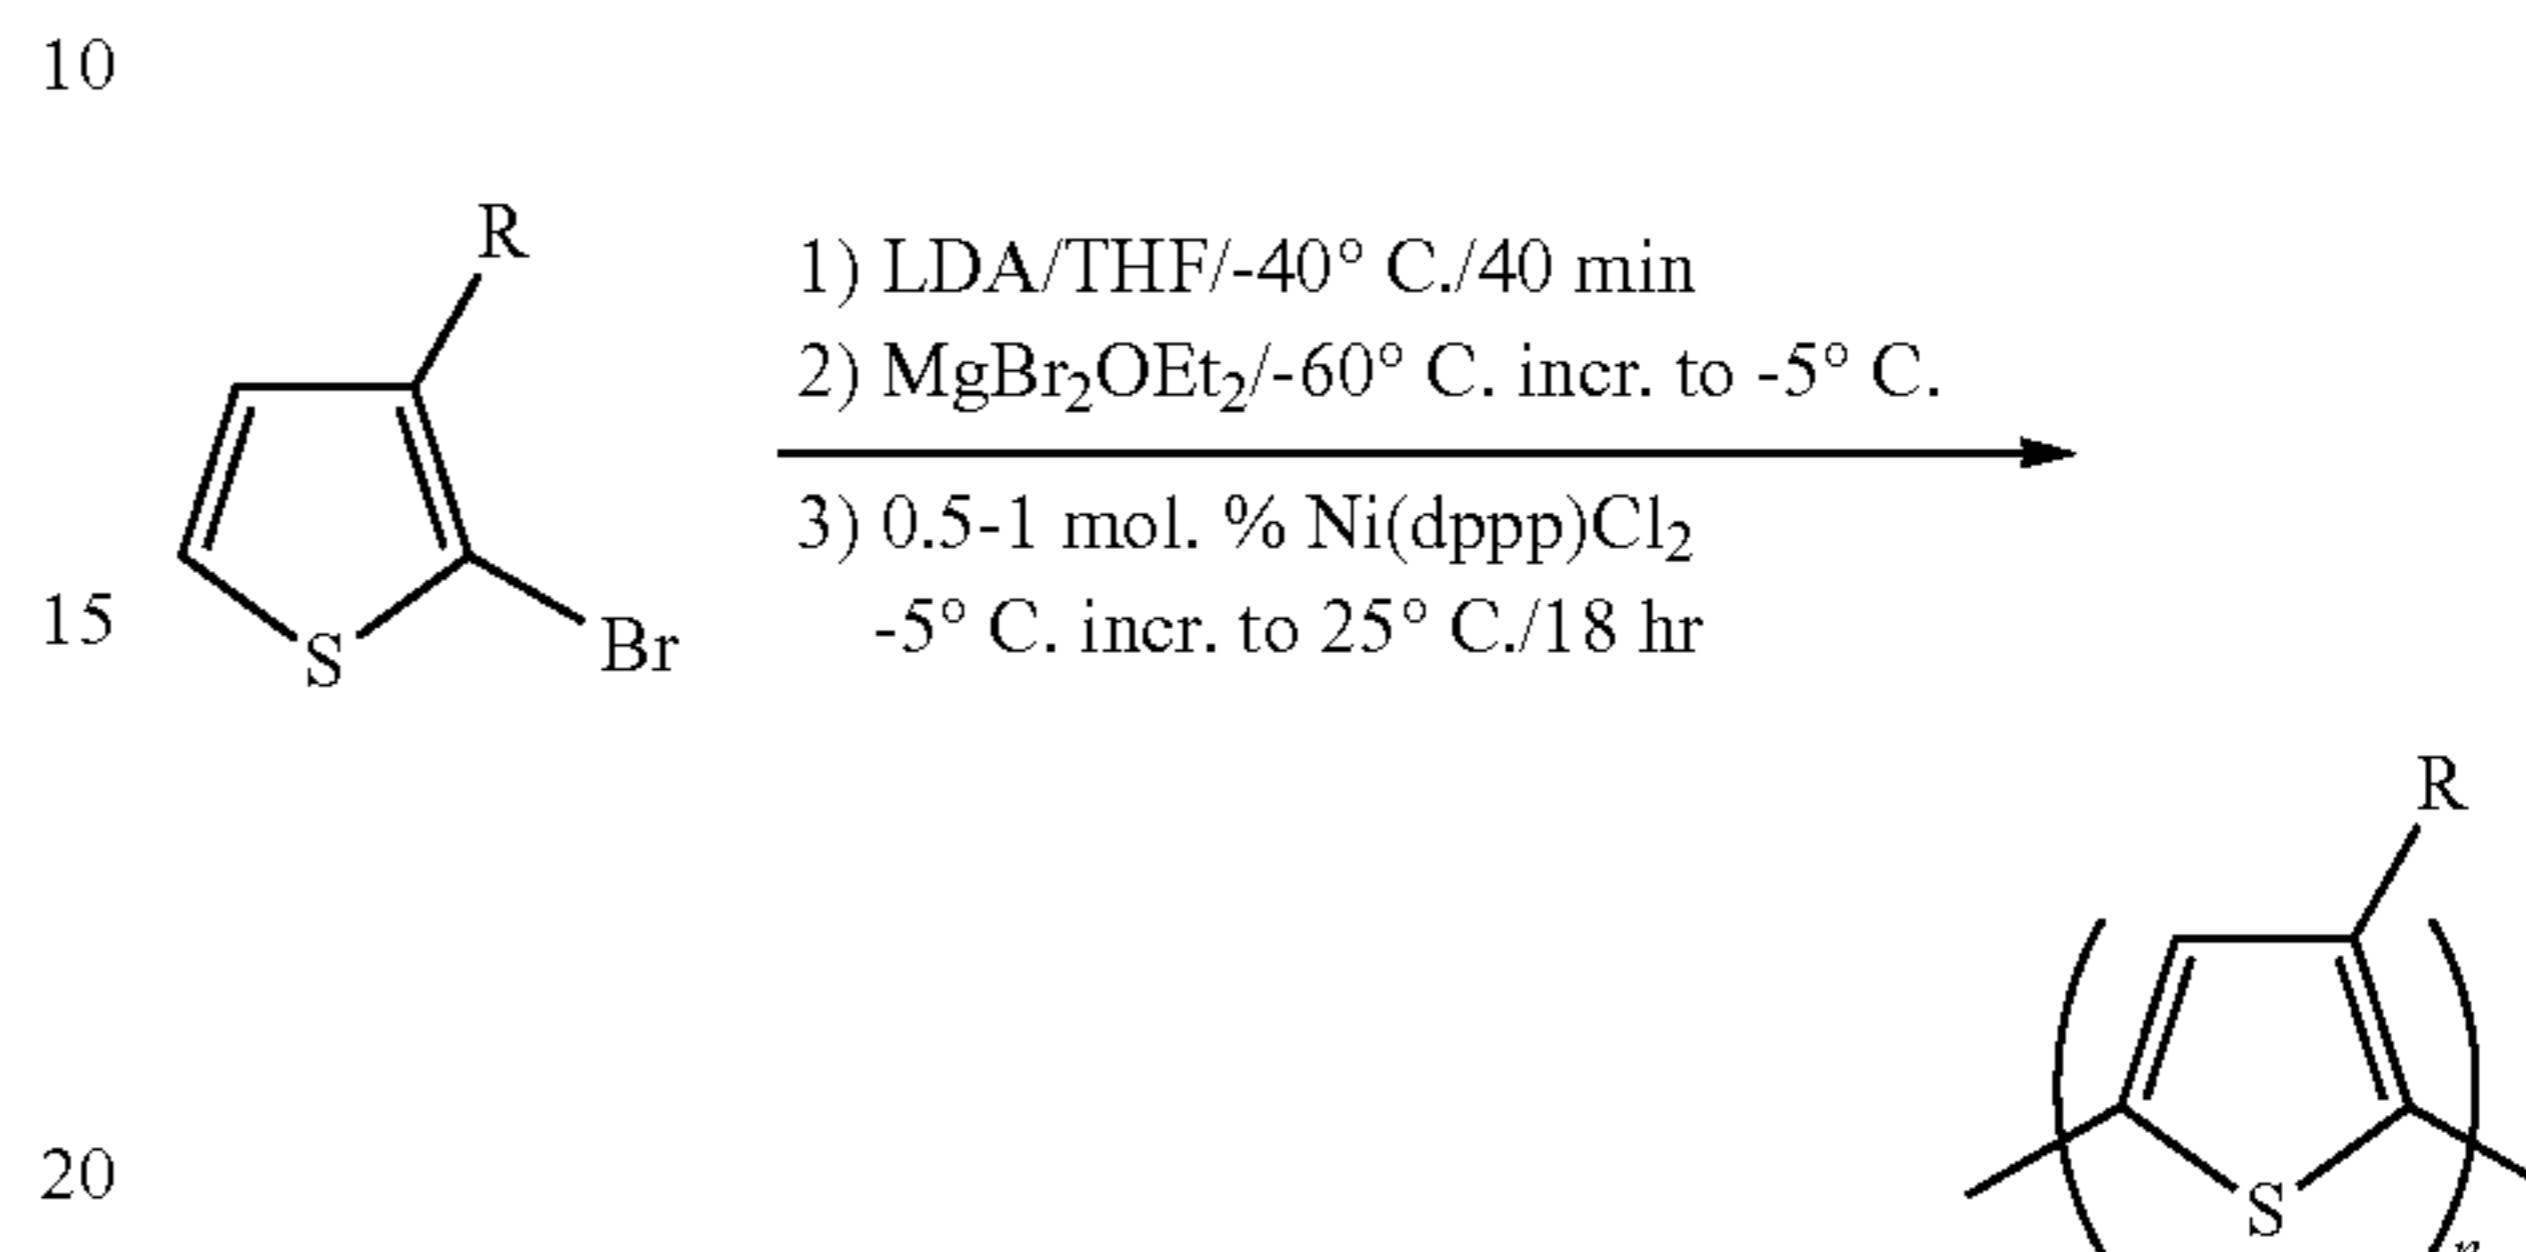 10
R
1) LDA/THF/-40° C./40 min
2) MgBr₂OEt₂/-60° C. incr. to -5° C.
3) 0.5-1 mol. % Ni(dppp)Cl₂
-5° C. incr. to 25° C./18 hr
15
S
Br
R
20
S
n